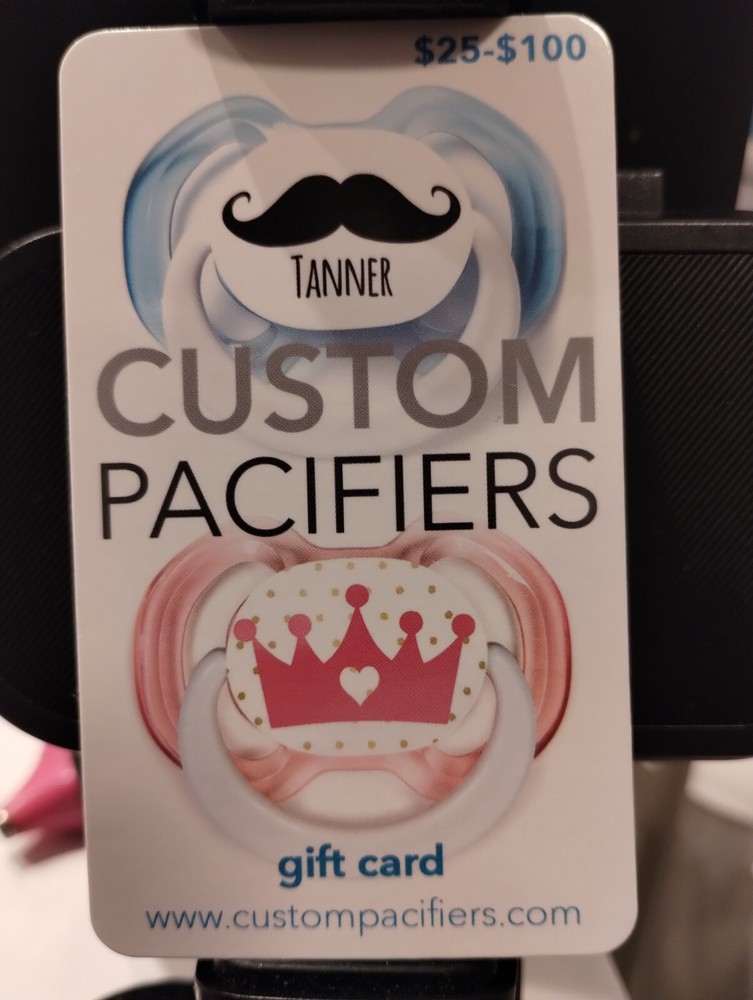 $25-$100
TANNER
CUSTOM
PACIFIERS
gift card
www.custompacifiers.com